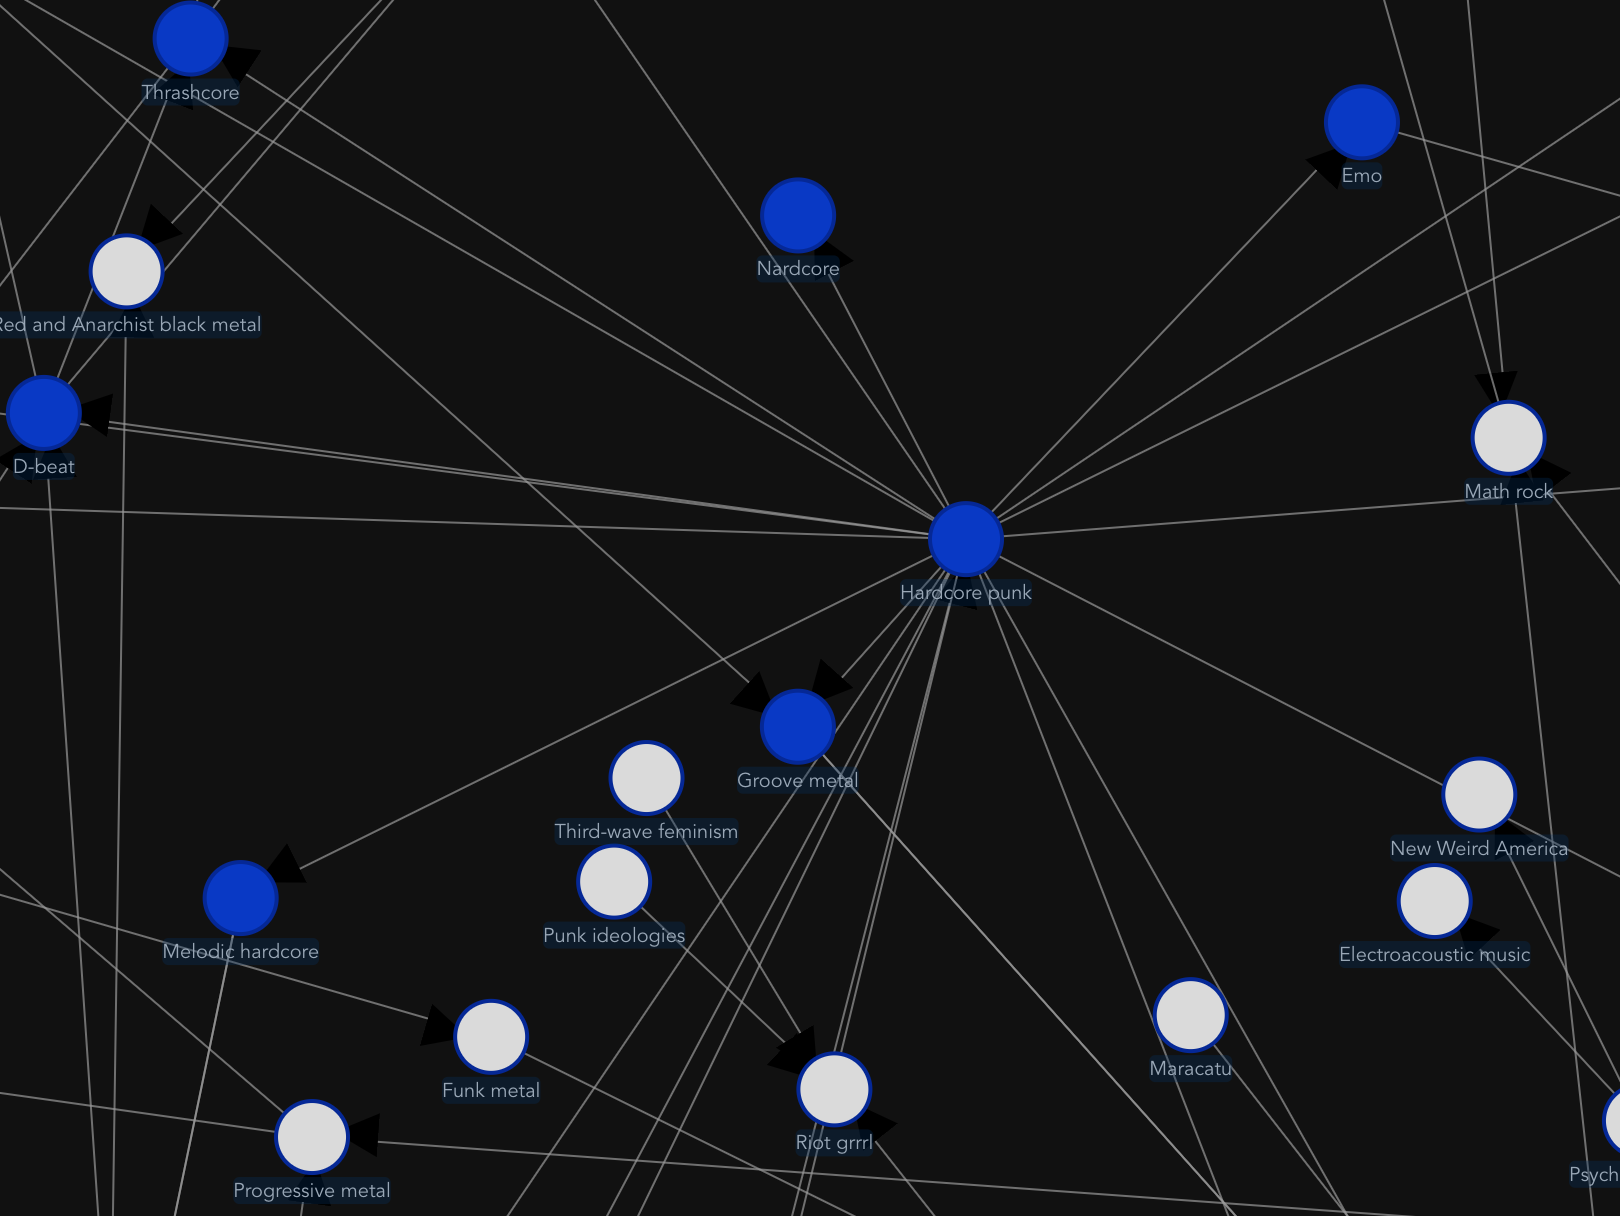 Thrashcore
Emo
Nardcore
Red and Anarchist black metal
D-beat
Math rock
Hardcore punk
Groove metal
Third-wave feminism
New Weird America
Punk ideologies
Melodic hardcore
Electroacoustic music
Maracatu
Funk metal
Riot grrrl
Psych
Progressive metal